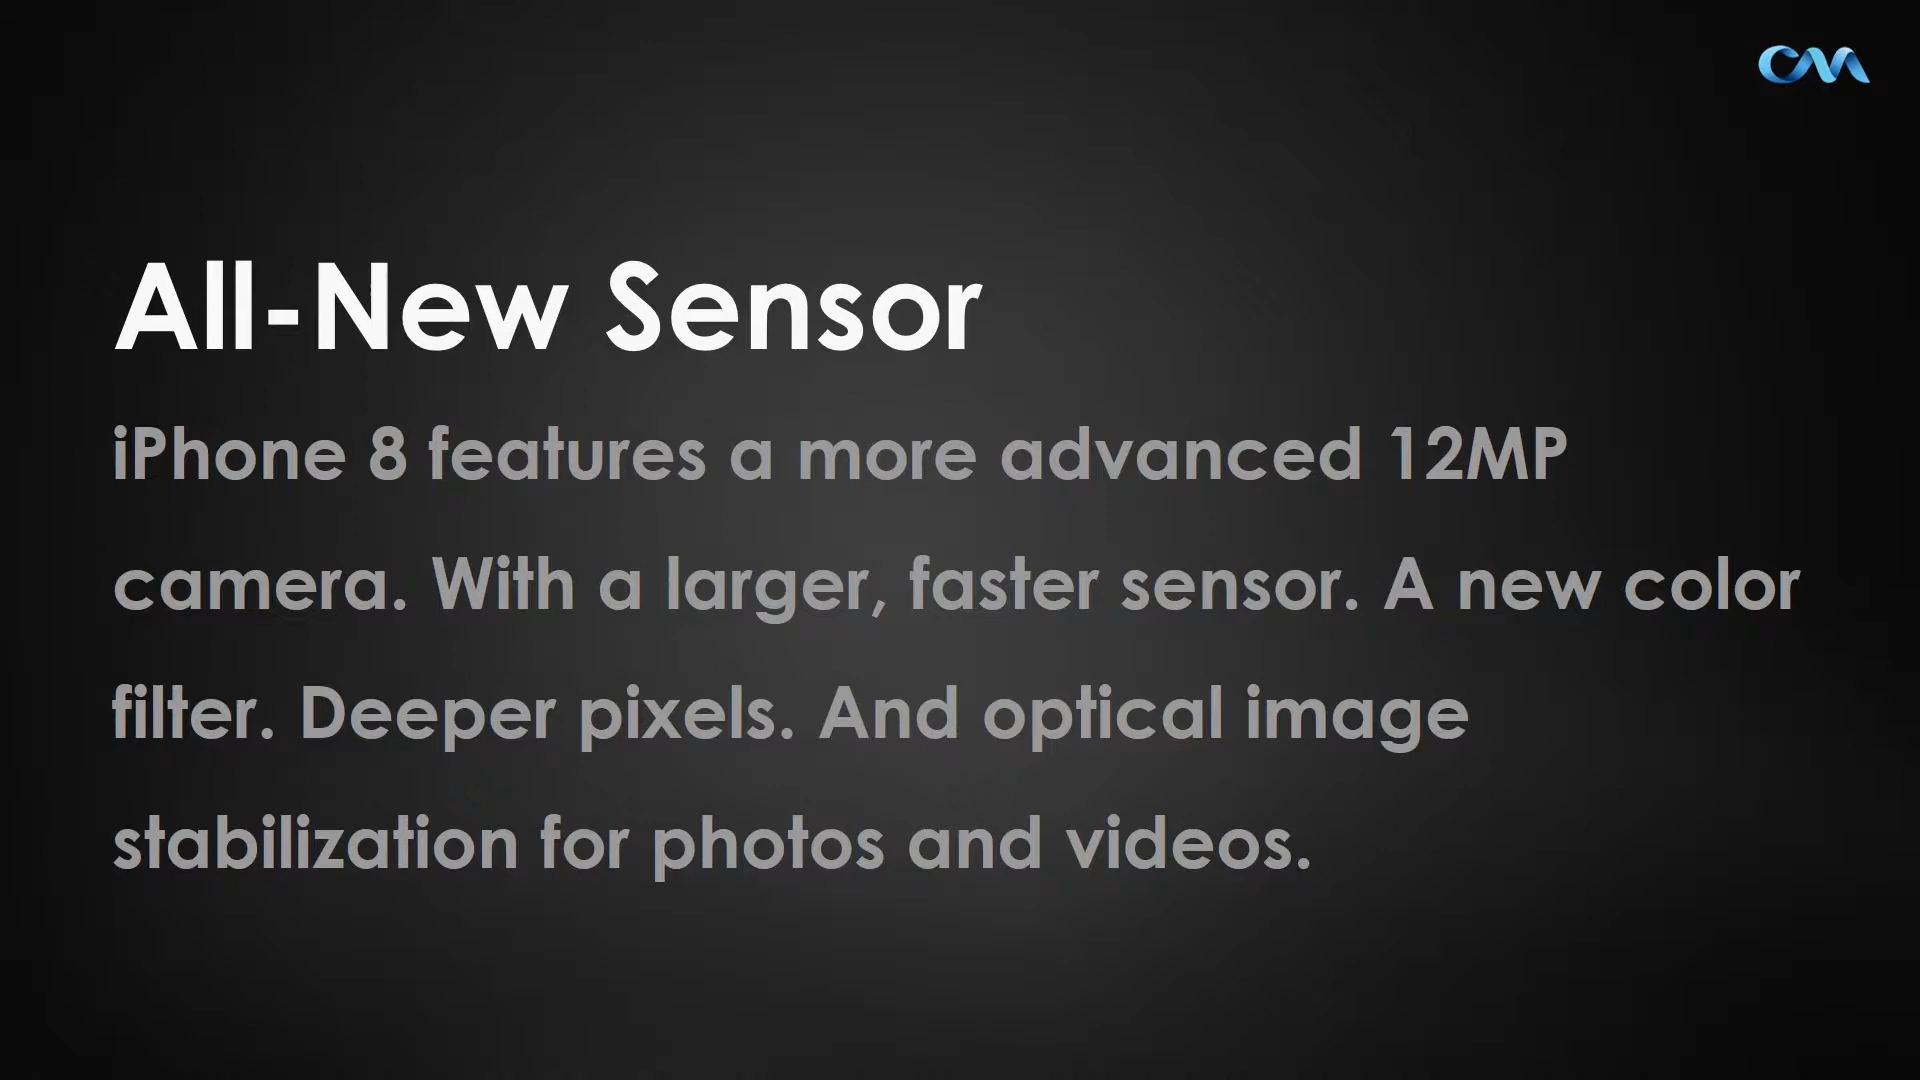 CM
All-New Sensor
iPhone 8 features a more advanced 12MP
camera. With a larger, faster sensor. A new color
filter. Deeper pixels. And optical image
stabilization for photos and videos.